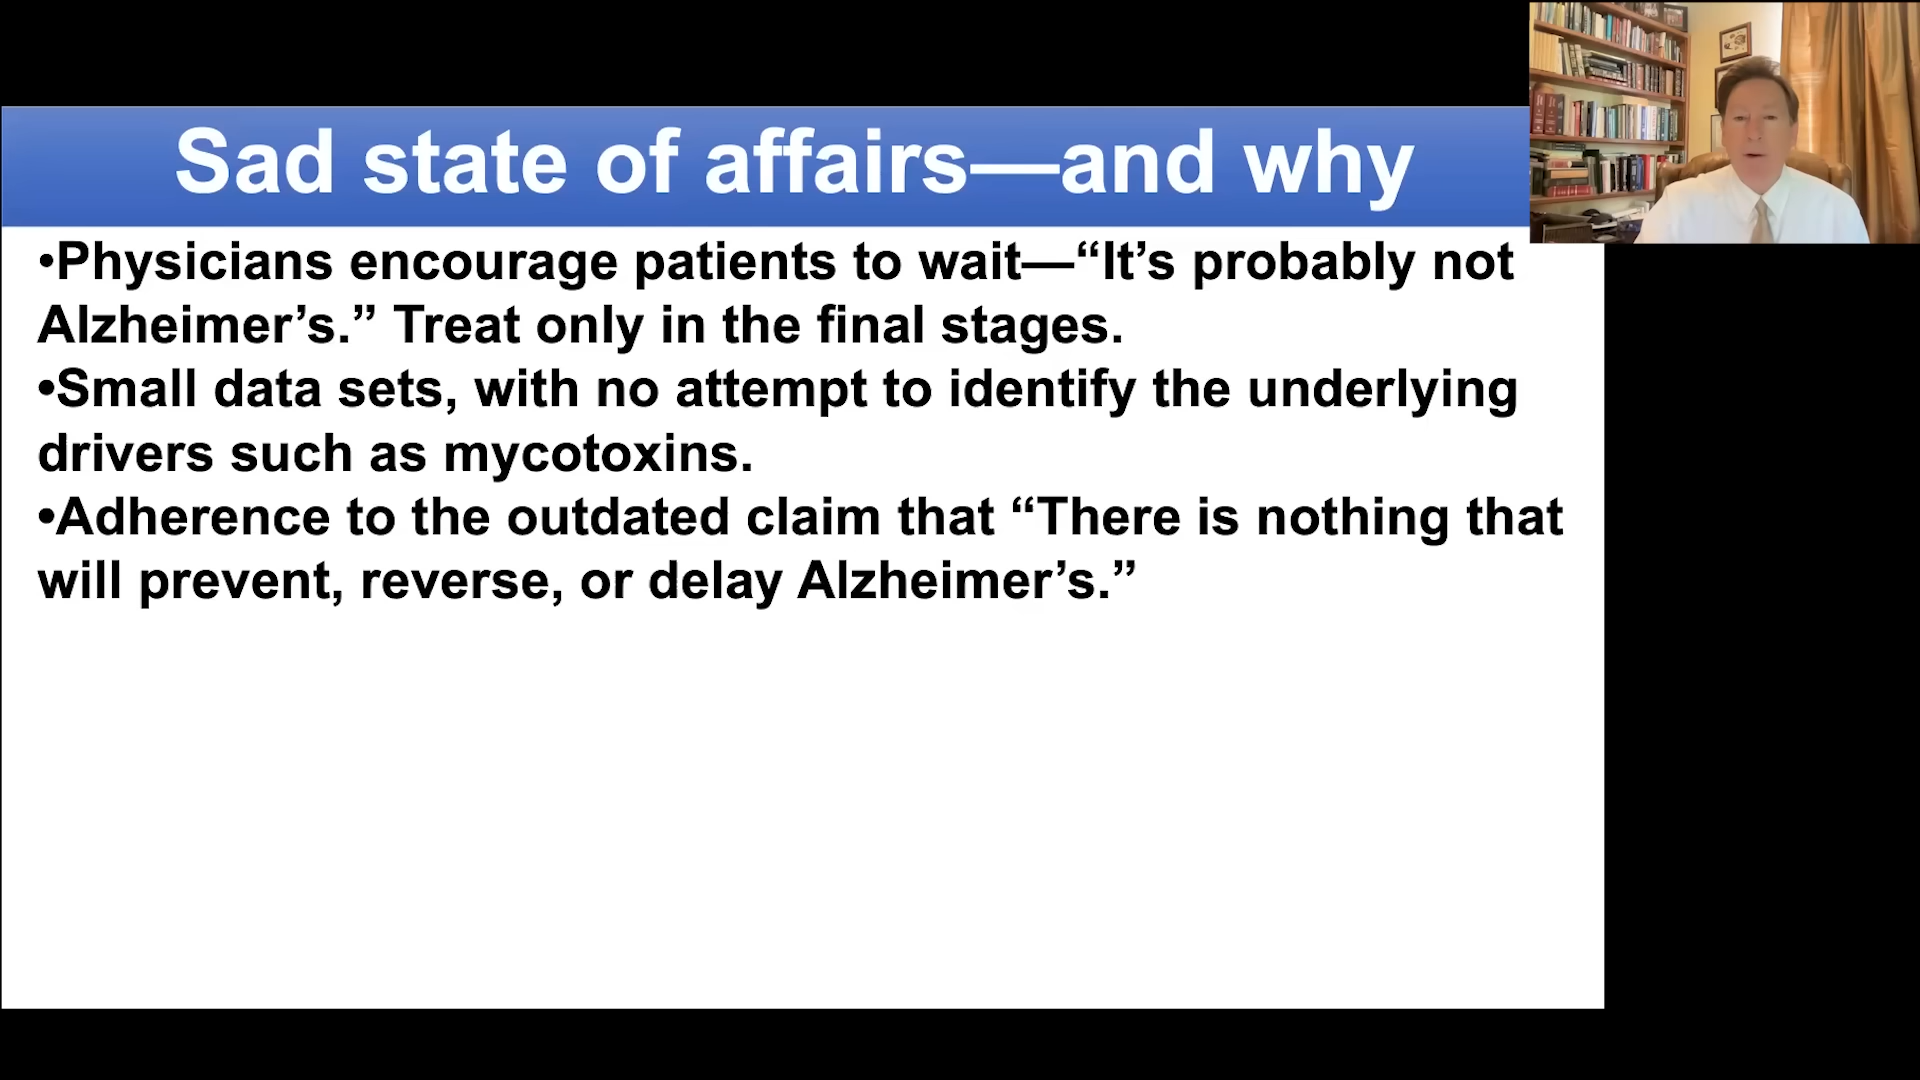 Sad state of affairs—and why
•Physicians encourage patients to wait—“It’s probably not
Alzheimer’s.” Treat only in the final stages.
•Small data sets, with no attempt to identify the underlying
drivers such as mycotoxins.
•Adherence to the outdated claim that “There is nothing that
will prevent, reverse, or delay Alzheimer’s.”